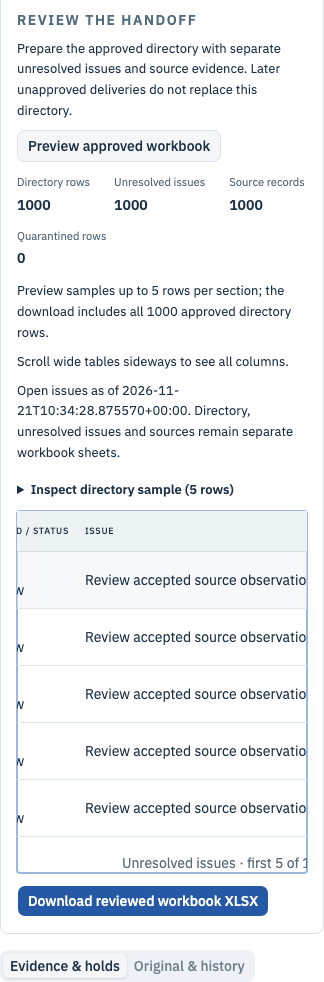 REVIEW THE HANDOFF
Prepare the approved directory with separate
unresolved issues and source evidence. Later
unapproved deliveries do not replace this
directory.
Preview approved workbook
Directory rows Unresolved issues Source records
1000 1000 1000
Quarantined rows
0
Preview samples up to 5 rows per section; the
download includes all 1000 approved directory
rows.
Scroll wide tables sideways to see all columns.
Open issues as of 2026-11-
21T10:34:28.875570+00:00. Directory,
unresolved issues and sources remain separate
workbook sheets.
▶ Inspect directory sample (5 rows)
/ STATUS ISSUE
Review accepted source
Review accepted source
Review accepted source
Review accepted source
Review accepted source
Unresolved issues · first 5 of
Download reviewed workbook XLSX
Evidence & holds Original & history